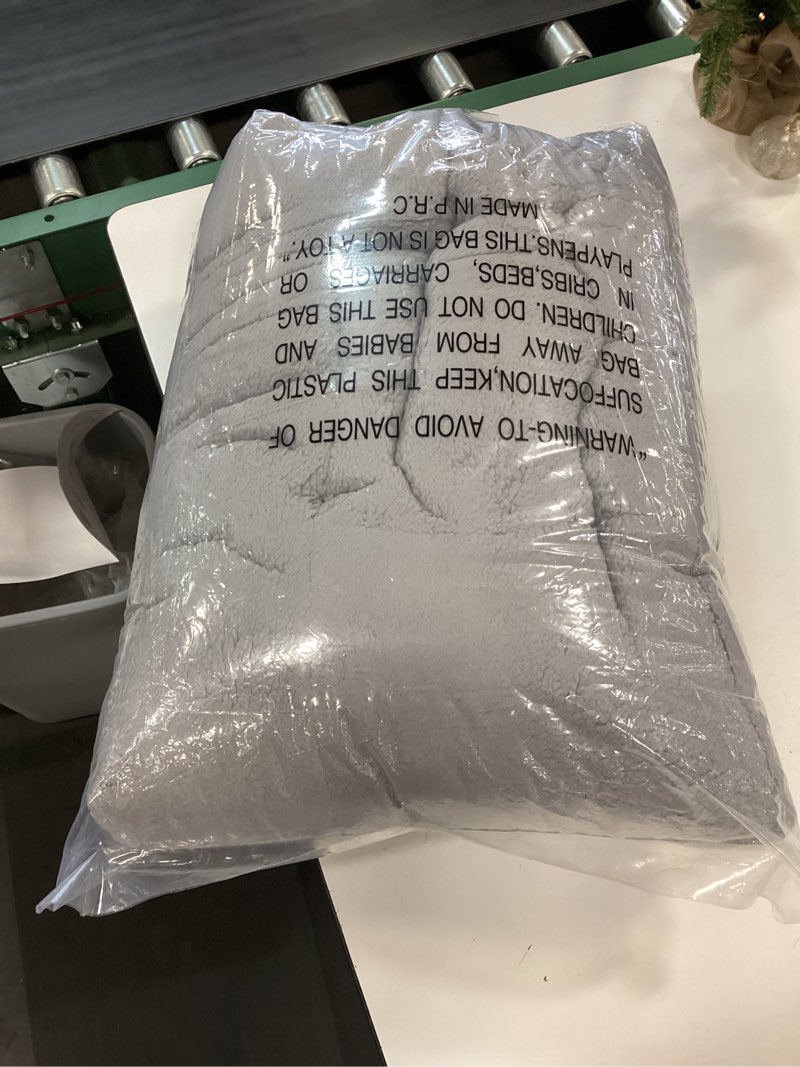 "WARNING-TO AVOID DANGER OF
SUFFOCATION,KEEP THIS PLASTIC
BAG AWAY FROM BABIES AND
CHILDREN. DO NOT USE THIS BAG
IN CRIBS,BEDS, CARRIAGES OR
PLAYPENS.THIS BAG IS NOT A TOY."
MADE IN P.R.C